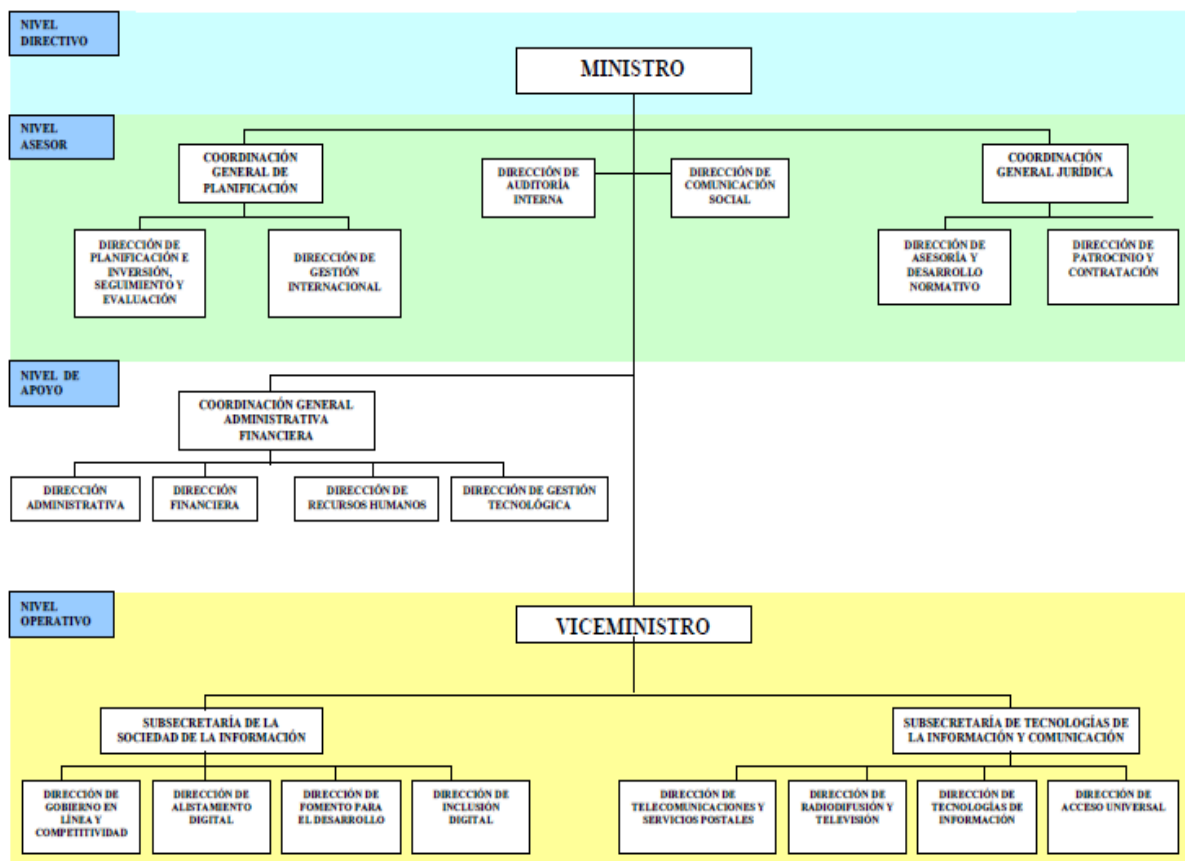 NIVEL
DIRECTIVO
MINISTRO
NIVEL
ASESOR
COORDINACIÓN
GENERAL DE
PLANIFICACIÓN
DIRECCIÓN DE
AUDITORÍA
INTERNA
DIRECCIÓN DE
COMUNICACIÓN
SOCIAL
COORDINACIÓN
GENERAL JURÍDICA
DIRECCIÓN DE
PLANIFICACIÓN E
INVERSIÓN,
SEGUIMIENTO Y
EVALUACIÓN
DIRECCIÓN DE
GESTIÓN
INTERNACIONAL
DIRECCIÓN DE
ASESORÍA Y
DESARROLLO
NORMATIVO
DIRECCIÓN DE
PATROCINIO Y
CONTRATACIÓN
NIVEL DE
APOYO
COORDINACIÓN GENERAL
ADMINISTRATIVA
FINANCIERA
DIRECCIÓN
ADMINISTRATIVA
DIRECCIÓN
FINANCIERA
DIRECCIÓN DE
RECURSOS HUMANOS
DIRECCIÓN DE GESTIÓN
TECNOLÓGICA
NIVEL
OPERATIVO
VICEMINISTRO
SUBSECRETARÍA DE LA
SOCIEDAD DE LA INFORMACIÓN
SUBSECRETARÍA DE TECNOLOGÍAS DE
LA INFORMACIÓN Y COMUNICACIÓN
DIRECCIÓN DE
GOBIERNO EN
LÍNEA Y
COMPETITIVIDAD
DIRECCIÓN DE
ALISTAMIENTO
DIGITAL
DIRECCIÓN DE
FOMENTO PARA
EL DESARROLLO
DIRECCIÓN DE
INCLUSIÓN
DIGITAL
DIRECCIÓN DE
TELECOMUNICACIONES Y
SERVICIOS POSTALES
DIRECCIÓN DE
RADIODIFUSIÓN Y
TELEVISIÓN
DIRECCIÓN DE
TECNOLOGÍAS DE
INFORMACIÓN
DIRECCIÓN DE
ACCESO UNIVERSAL